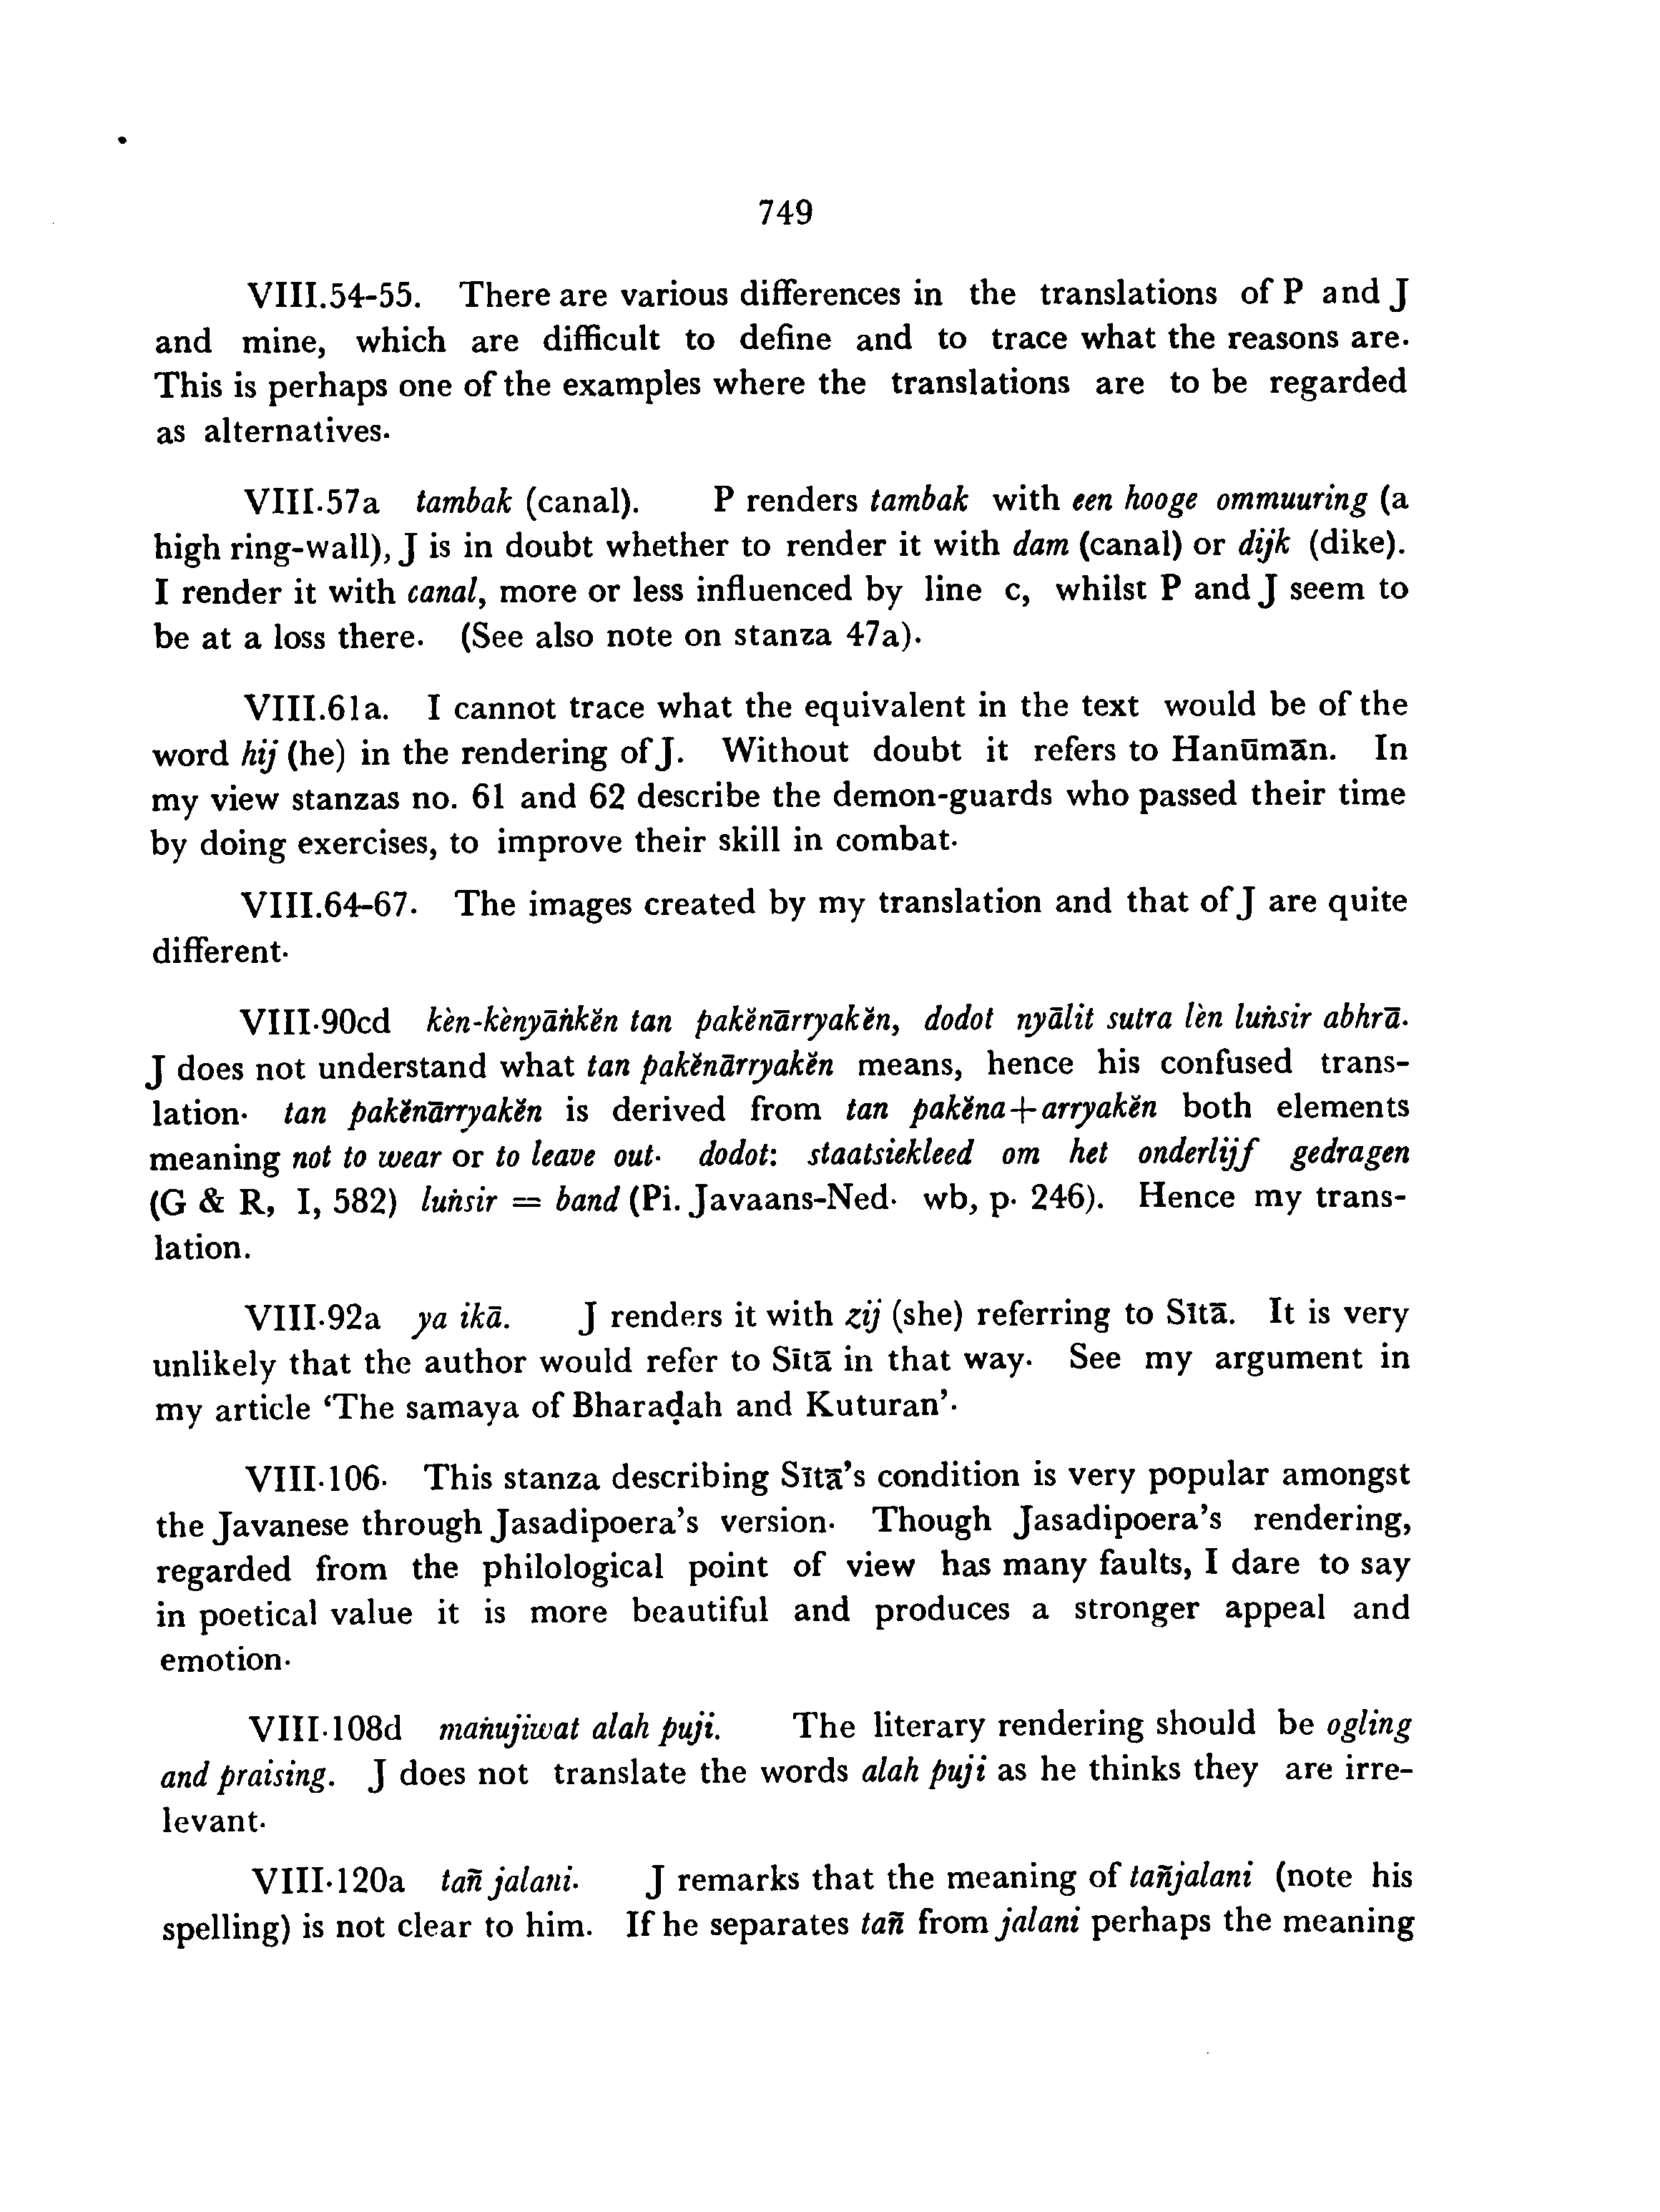 749
VIII.54-55. There are various differences in the translations of P and J
and mine, which are difficult to define and to trace what the reasons are.
This is perhaps one of the examples where the translations are to be regarded
as alternatives.
VIII.57a tambak (canal). P renders tambak with een hooge ommuuring (a
high ring-wall), J is in doubt whether to render it with dam (canal) or dijk (dike).
I render it with canal, more or less influenced by line c, whilst P and J seem to
be at a loss there. (See also note on stanza 47a).
VIII.61a. I cannot trace what the equivalent in the text would be of the
word hij (he) in the rendering of J. Without doubt it refers to Hanūmān. In
my view stanzas no. 61 and 62 describe the demon-guards who passed their time
by doing exercises, to improve their skill in combat.
VIII.64-67. The images created by my translation and that of J are quite
different.
VIII.90cd kèn-kènyāṅkĕn tan pakĕnārryakĕn, dodot nyālit sutra lèn luṅsir abhrā.
J does not understand what tan pakĕnārryakĕn means, hence his confused trans-
lation. tan pakĕnārryakĕn is derived from tan pakĕna+arryakĕn both elements
meaning not to wear or to leave out. dodot: staatsiekleed om het onderlijf gedragen
(G & R, I, 582) luṅsir = band (Pi. Javaans-Ned. wb, p. 246). Hence my trans-
lation.
VIII.92a ya ikā. J renders it with zij (she) referring to Sītā. It is very
unlikely that the author would refer to Sītā in that way. See my argument in
my article ‘The samaya of Bharaḍah and Kuturan’.
VIII.106. This stanza describing Sītā’s condition is very popular amongst
the Javanese through Jasadipoera’s version. Though Jasadipoera’s rendering,
regarded from the philological point of view has many faults, I dare to say
in poetical value it is more beautiful and produces a stronger appeal and
emotion.
VIII.108d maṅujiwat alah puji. The literary rendering should be ogling
and praising. J does not translate the words alah puji as he thinks they are irre-
levant.
VIII.120a tañ jalani. J remarks that the meaning of tañjalani (note his
spelling) is not clear to him. If he separates tañ from jalani perhaps the meaning